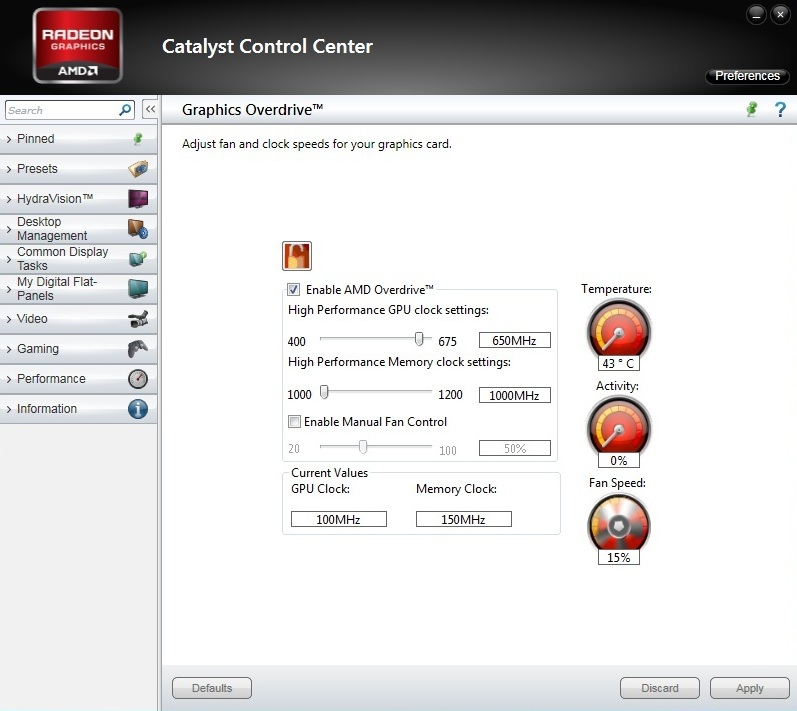 RADEON
GRAPHICS
AMD
Catalyst Control Center
Preferences
Search
Graphics Overdrive™
Adjust fan and clock speeds for your graphics card.
Pinned
Presets
HydraVision™
Desktop
Management
Common Display
Tasks
My Digital Flat-
Panels
Video
Gaming
Performance
Information
Enable AMD Overdrive™
High Performance GPU clock settings:
400 675 650MHz
High Performance Memory clock settings:
1000 1200 1000MHz
Enable Manual Fan Control
20 100 50%
Current Values
GPU Clock: Memory Clock:
100MHz 150MHz
Temperature:
43 ° C
Activity:
0%
Fan Speed:
15%
Defaults Discard Apply